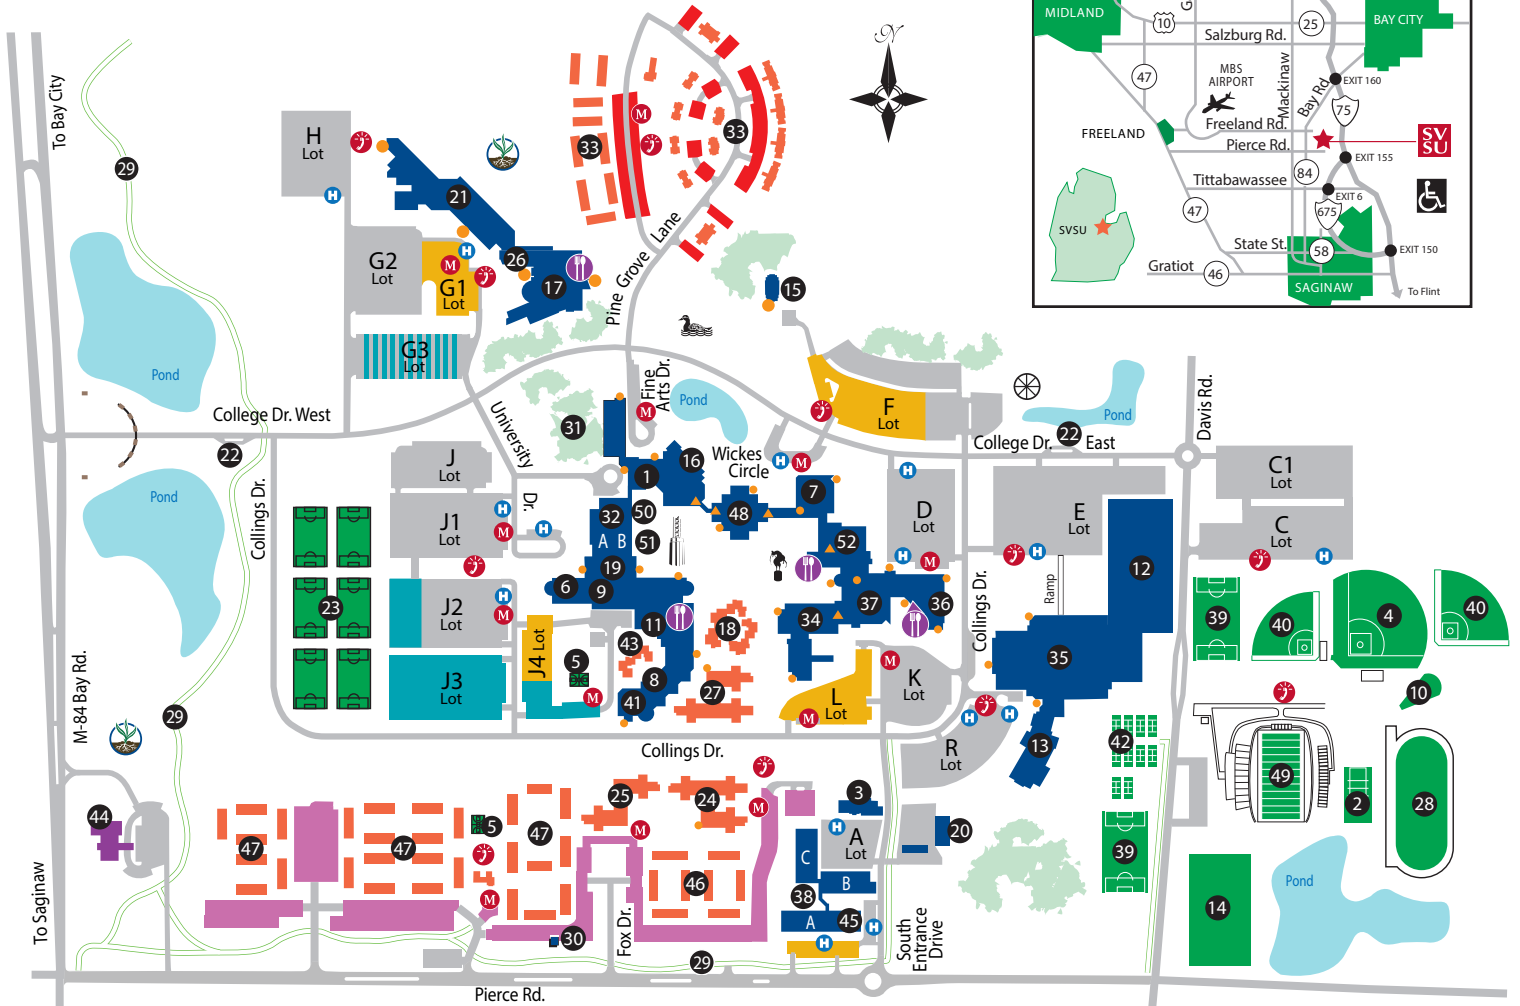 N
MIDLAND
10
G
25
BAY CITY
Salzburg Rd.
47
MBS
AIRPORT
Mackinaw
Bay Rd
EXIT 160
75
FREELAND
Freeland Rd.
Pierce Rd.
SV
SU
EXIT 155
84
Tittabawassee
EXIT 6
47
675
SVSU
State St.
58
EXIT 150
Gratiot
46
SAGINAW
To Flint
To Bay City
29
H
Lot
H
21
33
M
33
Pine Grove
Lane
G2
Lot
H
M
G1
Lot
26
17
15
G3
Lot
Pond
College Dr. West
22
University
Dr.
31
Fine
Arts Dr.
M
Pond
F
Lot
Pond
College Dr.
22
East
Davis Rd.
Wickes
Circle
H
M
16
1
7
48
J
Lot
J1
Lot
H
M
H
32
50
A
B
51
52
D
Lot
H
H
M
E
Lot
H
C1
Lot
C
Lot
H
Pond
Collings Dr.
23
J2
Lot
H
M
6
19
9
11
18
34
37
36
Collings Dr.
Ramp
12
39
40
4
40
J3
Lot
J4 Lot
5
M
43
8
41
27
L
Lot
M
M
K
Lot
35
10
M-84 Bay Rd.
29
Collings Dr.
R
Lot
H
H
13
42
49
2
28
44
47
47
5
47
M
25
24
M
M
46
3
H
A
Lot
20
C
B
38
A
45
H
H
39
14
Pond
30
Fox Dr.
29
South
Entrance
Drive
To Saginaw
Pierce Rd.